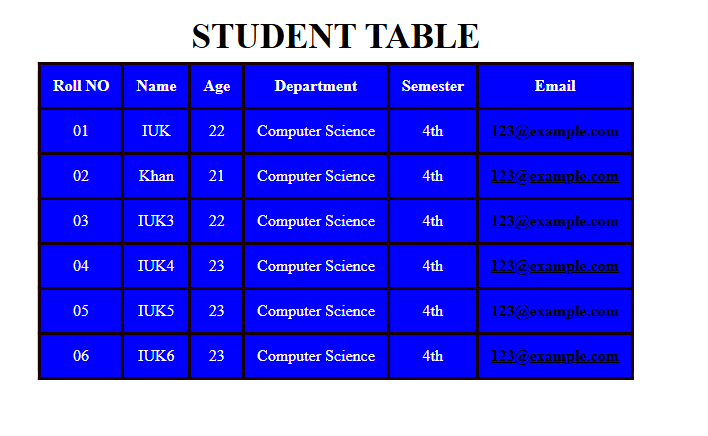 STUDENT TABLE
Roll NO Name Age Department Semester Email
01 IUK 22 Computer Science 4th 123@example.com
02 Khan 21 Computer Science 4th 123@example.com
03 IUK3 22 Computer Science 4th 123@example.com
04 IUK4 23 Computer Science 4th 123@example.com
05 IUK5 23 Computer Science 4th 123@example.com
06 IUK6 23 Computer Science 4th 123@example.com